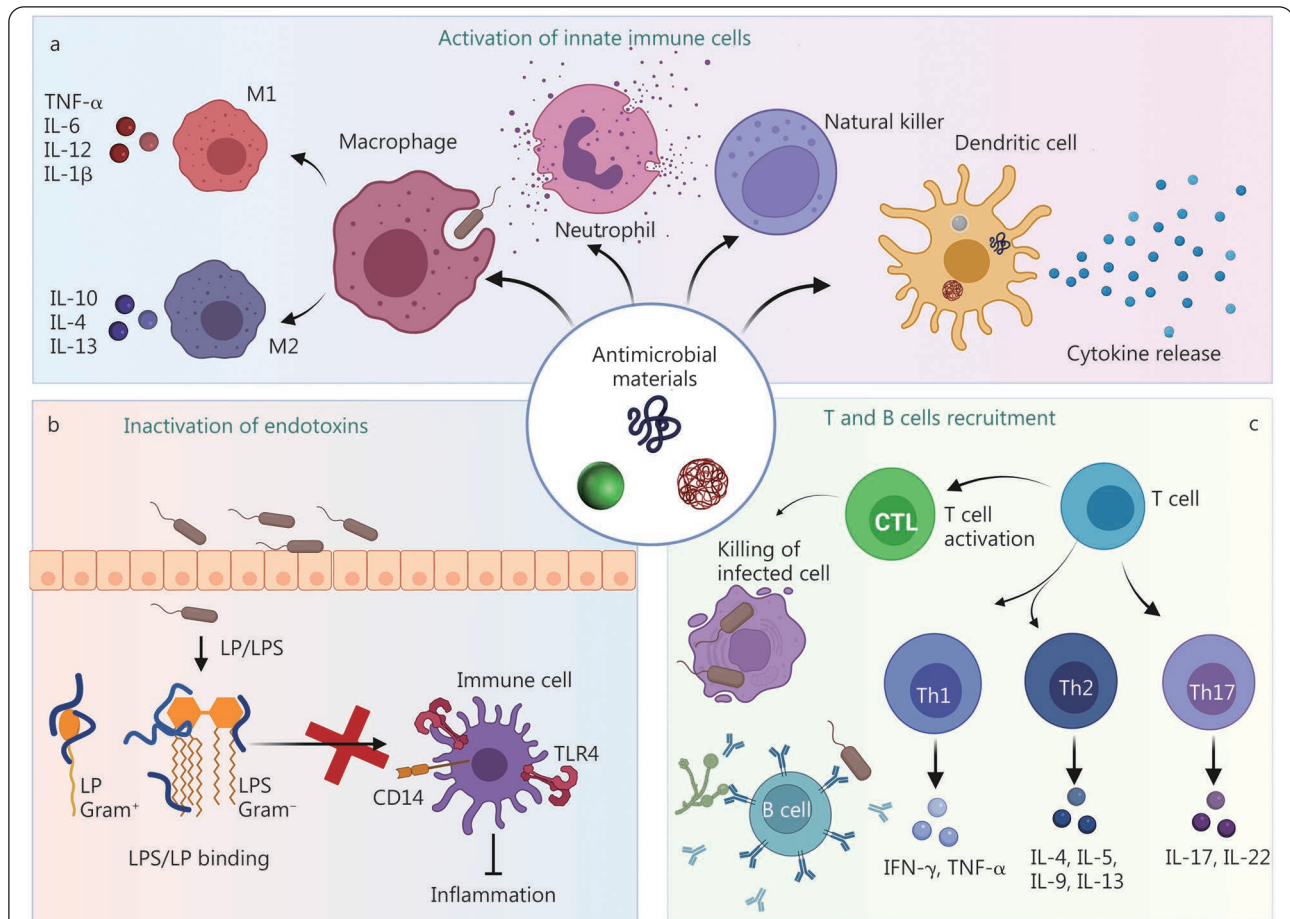 a
Activation of innate immune cells
TNF-α
IL-6
IL-12
IL-1β
M1
Macrophage
Neutrophil
Natural killer
Dendritic cell
IL-10
IL-4
IL-13
M2
Cytokine release
Antimicrobial
materials
b
Inactivation of endotoxins
LP/LPS
LP
Gram⁺
LPS
Gram⁻
LPS/LP binding
Immune cell
TLR4
CD14
Inflammation
T and B cells recruitment
c
CTL
T cell
activation
T cell
Killing of
infected cell
Th1
Th2
Th17
B cell
IFN-γ, TNF-α
IL-4, IL-5,
IL-9, IL-13
IL-17, IL-22